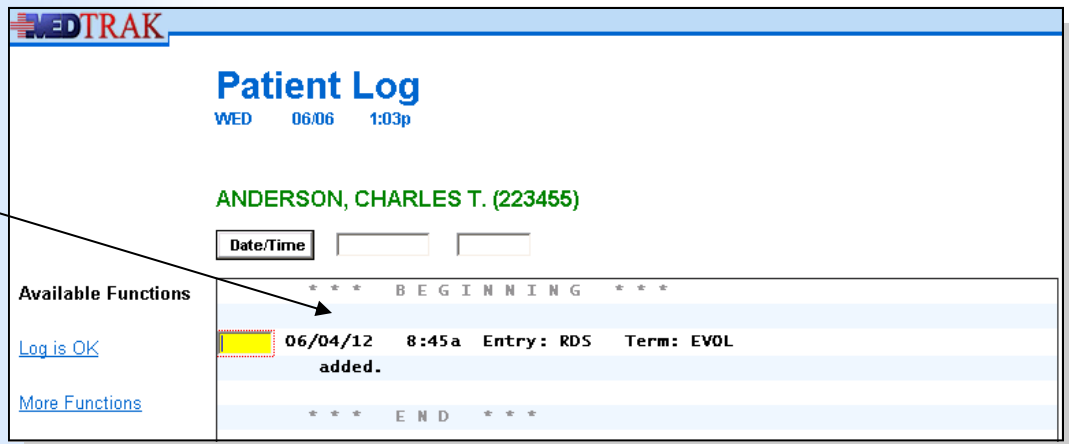 MEDTRAK
Patient Log
WED 06/06 1:03p
ANDERSON, CHARLES T. (223455)
Date/Time
Available Functions
* * * B E G I N N I N G * * *
06/04/12 8:45a Entry: RDS Term: EVOL
Log is OK
added.
More Functions
* * * E N D * * *